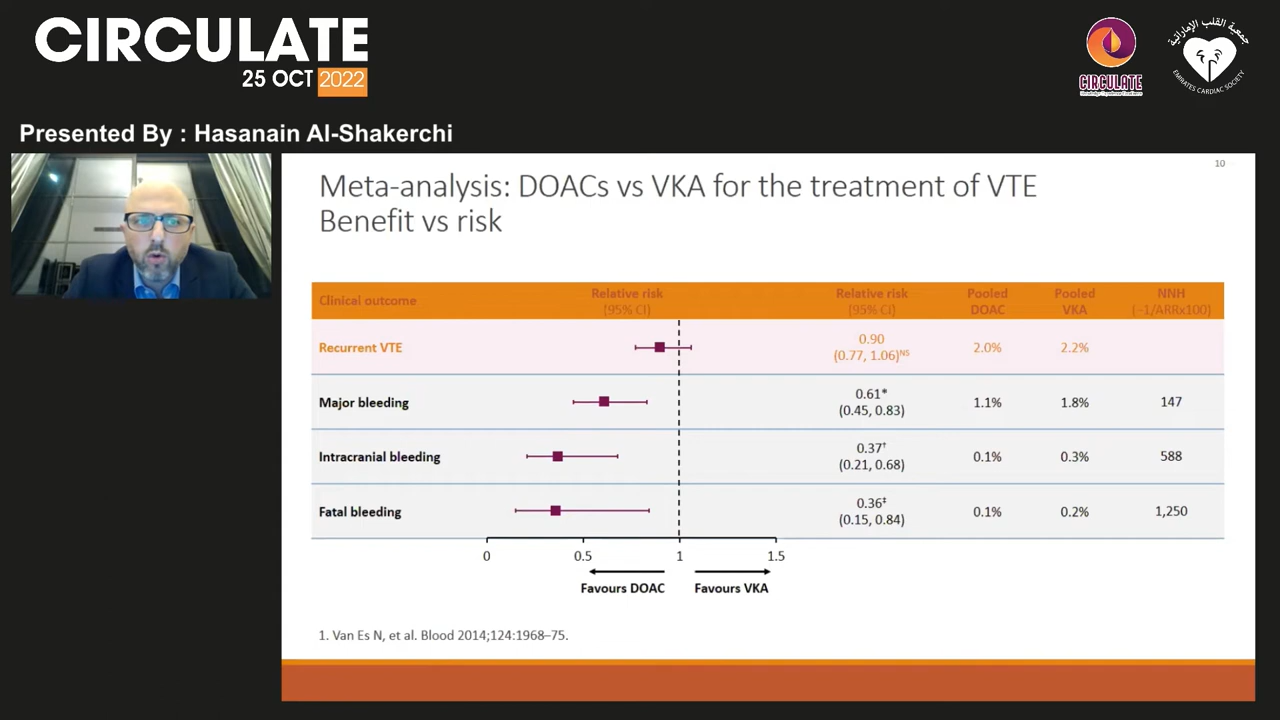 CIRCULATE
25 OCT 2022
CIRCULATE
جمعية القلب الإماراتية
EMIRATES CARDIAC SOCIETY
Presented By : Hasanain Al-Shakerchi
10
Meta-analysis: DOACs vs VKA for the treatment of VTE
Benefit vs risk
Clinical outcome Relative risk (95% CI) Relative risk (95% CI) Pooled DOAC Pooled VKA NNH (−1/ARRx100)
Recurrent VTE 0.90 (0.77, 1.06)NS 2.0% 2.2%
Major bleeding 0.61* (0.45, 0.83) 1.1% 1.8% 147
Intracranial bleeding 0.37† (0.21, 0.68) 0.1% 0.3% 588
Fatal bleeding 0.36‡ (0.15, 0.84) 0.1% 0.2% 1,250
0 0.5 1 1.5
Favours DOAC Favours VKA
1. Van Es N, et al. Blood 2014;124:1968–75.